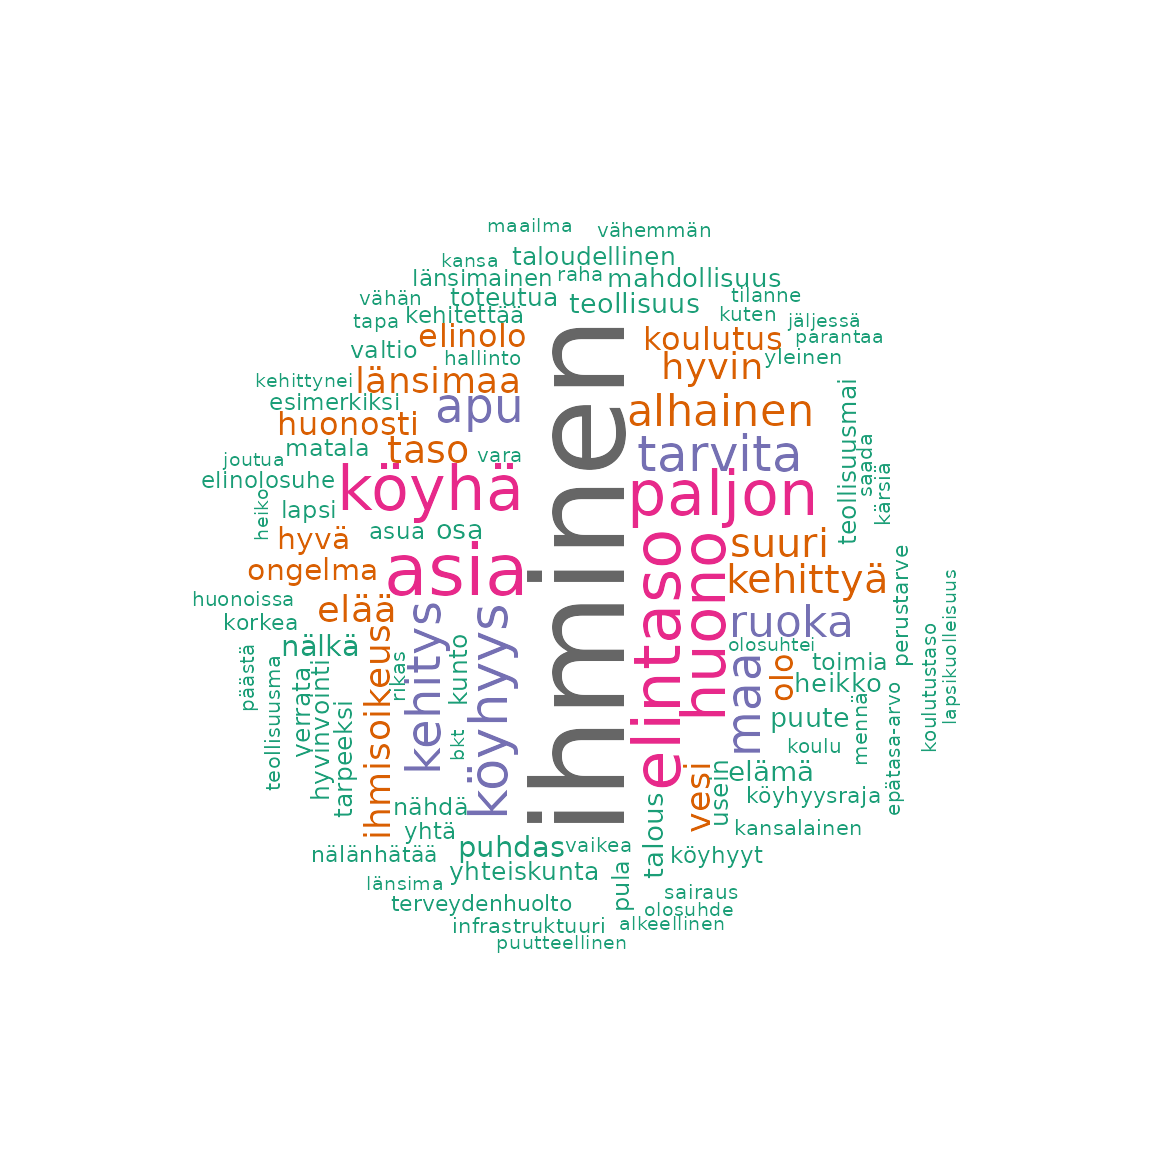 maailma
vähemmän
taloudellinen
kansa
länsimainen
raha
mahdollisuus
vähän
toteutua
teollisuus
tilanne
tapa
kehitettää
kuten
jäljessä
elinolo
koulutus
parantaa
valtio
hallinto
hyvin
yleinen
kehittynei
länsimaa
esimerkiksi
apu
alhainen
huonosti
matala
taso
vara
tarvita
teollisuusmai
saada
kärsiä
joutua
elinolosuhe
köyhä
paljon
heiko
lapsi
asua
osa
hyvä
suuri
ongelma
asia
ihminen
elintaso
huono
kehittyä
huonoissa
elää
ruoka
perustarve
lapsikuolleisuus
korkea
nälkä
ihmisoikeus
kehitys
köyhyys
kunto
rikas
olosuhtei
maa
olo
toimia
heikko
koulutustaso
päästä
teollisuusma
verrata
hyvinvointi
tarpeeksi
bkt
puute
mennä
epätasa-arvo
koulu
elämä
vesi
usein
köyhyysraja
nähdä
yhtä
talous
kansalainen
nälänhätää
puhdas
vaikea
köyhyyt
yhteiskunta
pula
länsima
sairaus
terveydenhuolto
olosuhde
infrastruktuuri
alkeellinen
puutteellinen